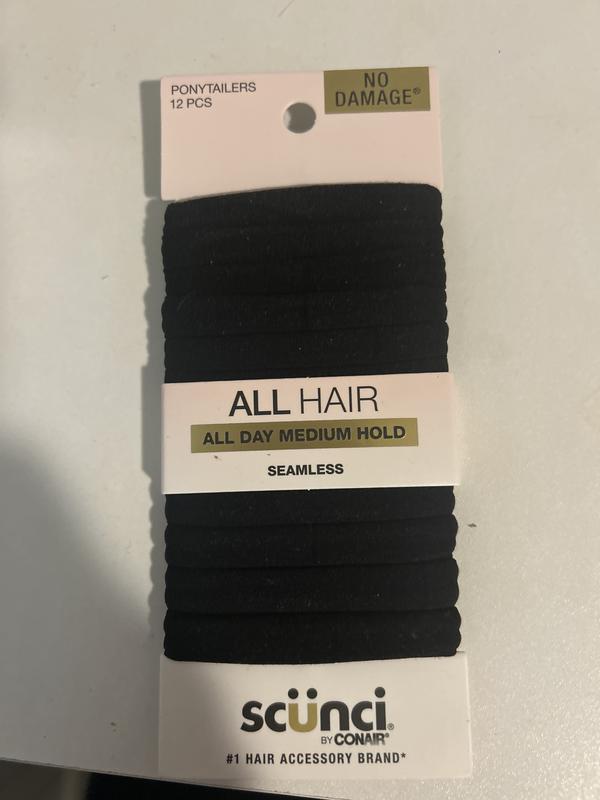 PONYTAILERS
12 PCS
NO
DAMAGE®
ALL HAIR
ALL DAY MEDIUM HOLD
SEAMLESS
scünci®
BY CONAIR®
#1 HAIR ACCESSORY BRAND*